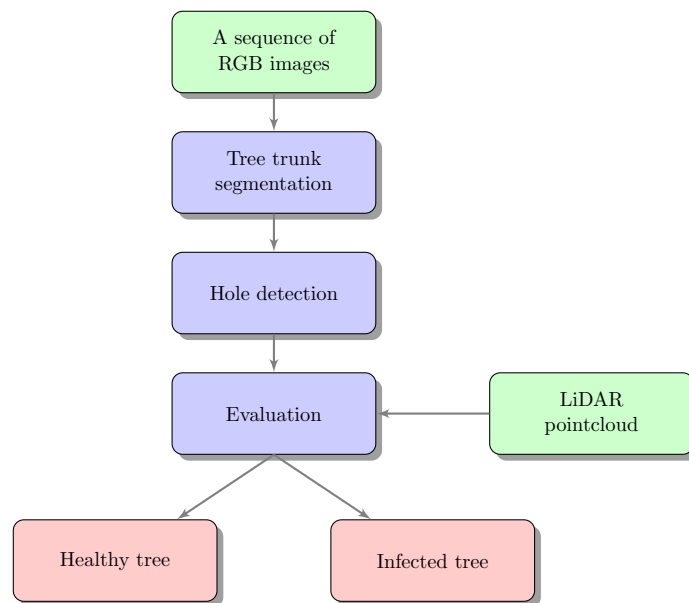 A sequence of
RGB images
Tree trunk
segmentation
Hole detection
Evaluation
LiDAR
pointcloud
Healthy tree
Infected tree